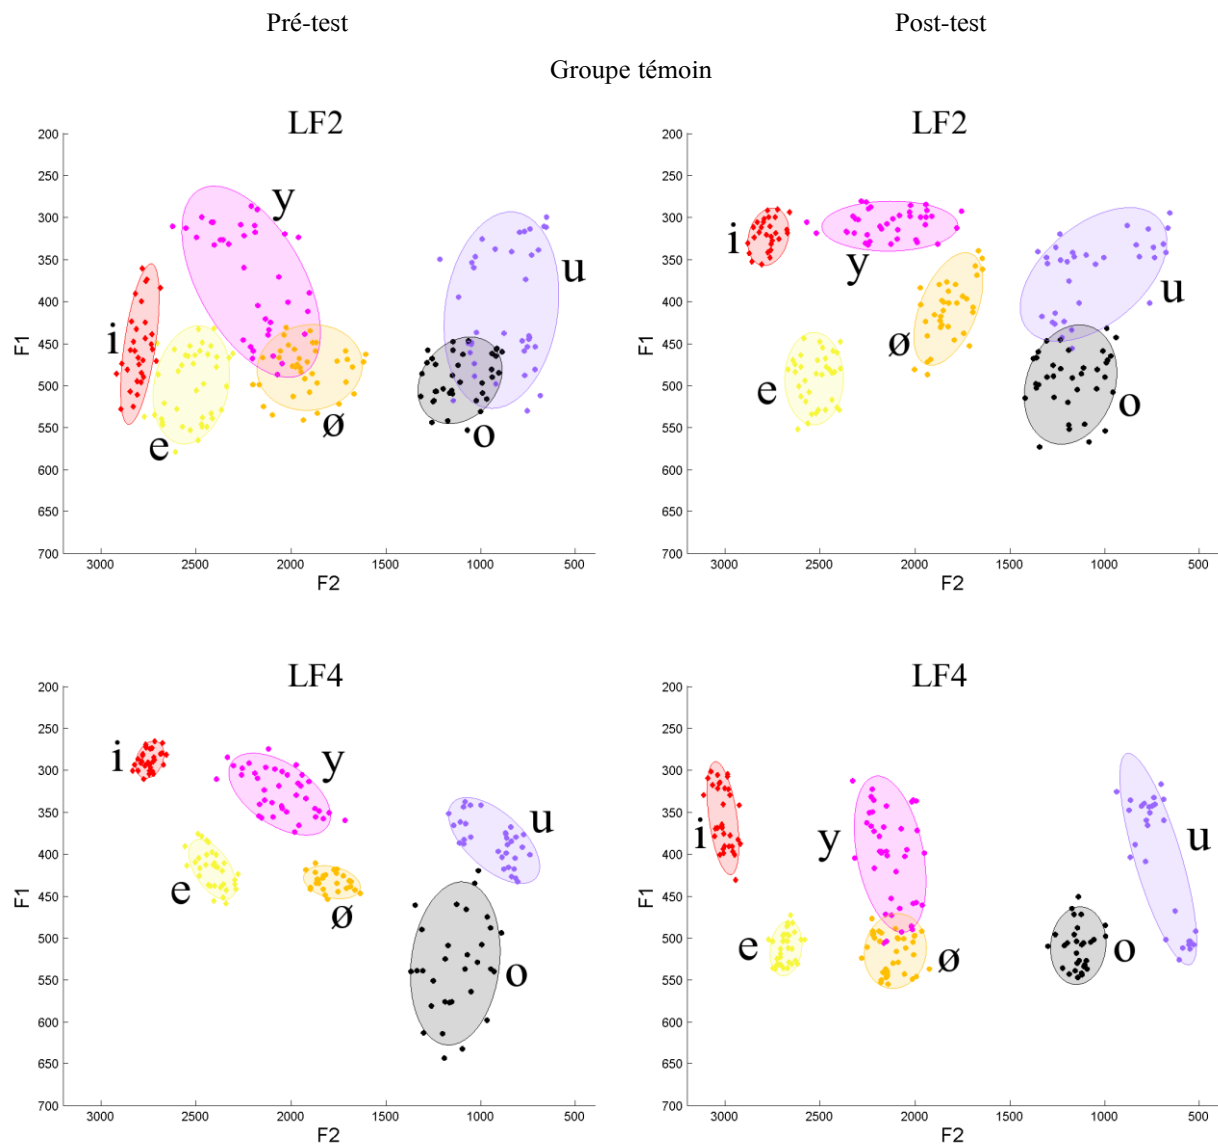 Pré-test
Post-test
Groupe témoin
LF2
200
250
300
350
400
450
500
550
600
650
700
F1
3000
2500
2000
1500
1000
500
F2
i
e
y
ø
o
u
LF2
200
250
300
350
400
450
500
550
600
650
700
F1
3000
2500
2000
1500
1000
500
F2
i
e
y
ø
o
u
LF4
200
250
300
350
400
450
500
550
600
650
700
F1
3000
2500
2000
1500
1000
500
F2
i
e
y
ø
o
u
LF4
200
250
300
350
400
450
500
550
600
650
700
F1
3000
2500
2000
1500
1000
500
F2
i
e
y
ø
o
u